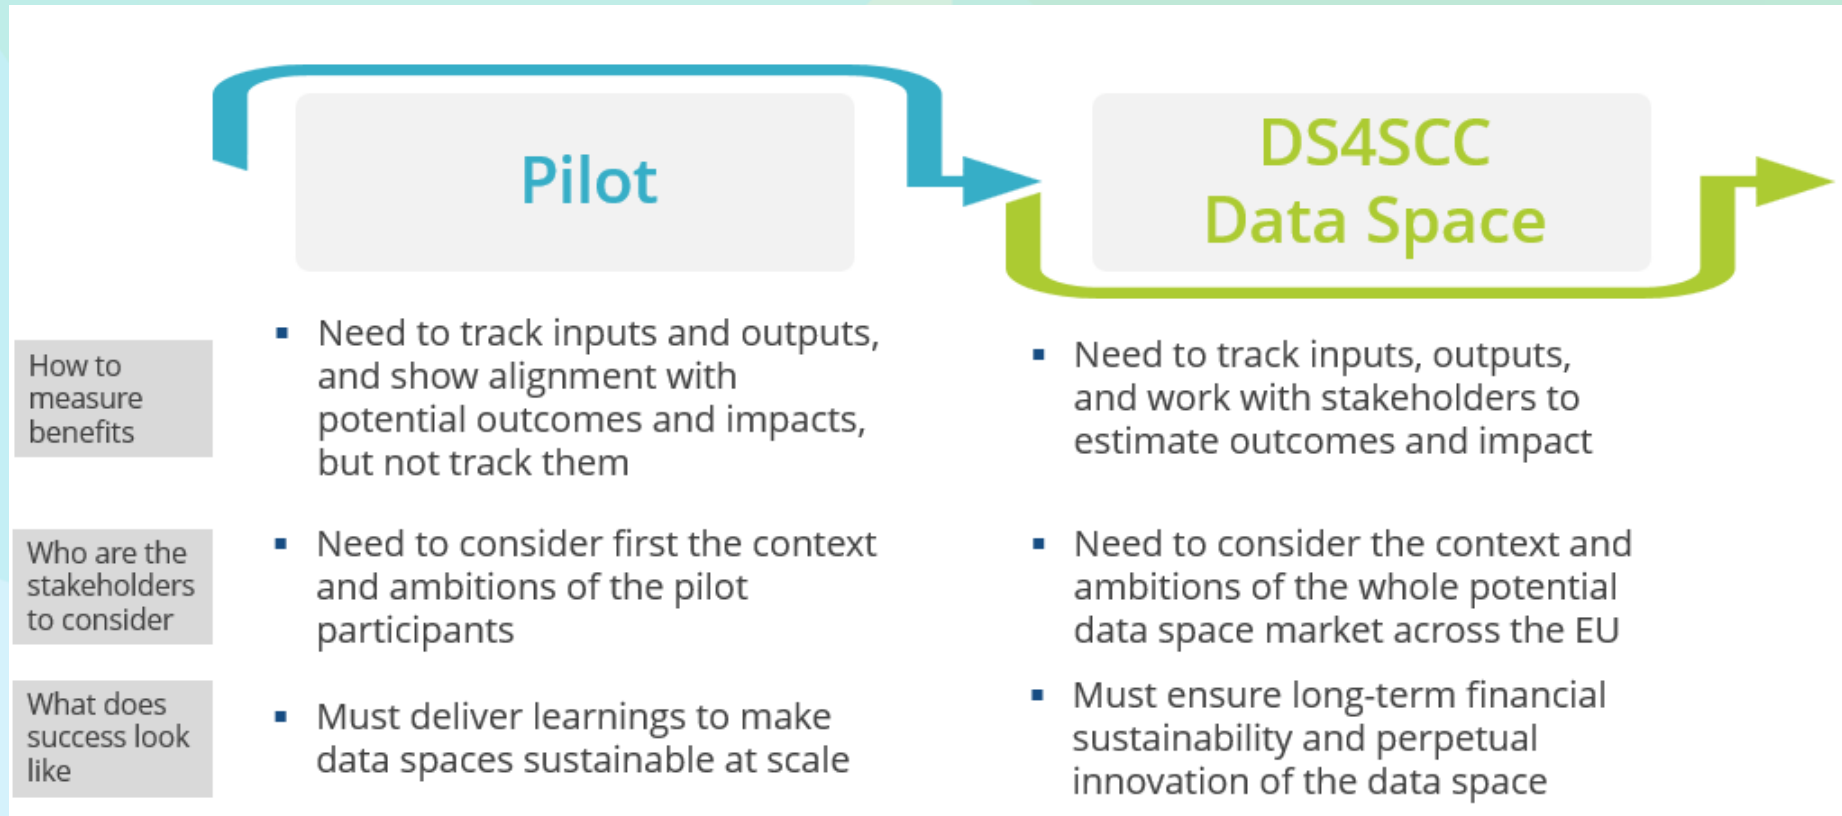 Pilot
DS4SCC
Data Space
How to
measure
benefits
Need to track inputs and outputs,
and show alignment with
potential outcomes and impacts,
but not track them
Need to track inputs, outputs,
and work with stakeholders to
estimate outcomes and impact
Who are the
stakeholders
to consider
Need to consider first the context
and ambitions of the pilot
participants
Need to consider the context and
ambitions of the whole potential
data space market across the EU
What does
success look
like
Must deliver learnings to make
data spaces sustainable at scale
Must ensure long-term financial
sustainability and perpetual
innovation of the data space